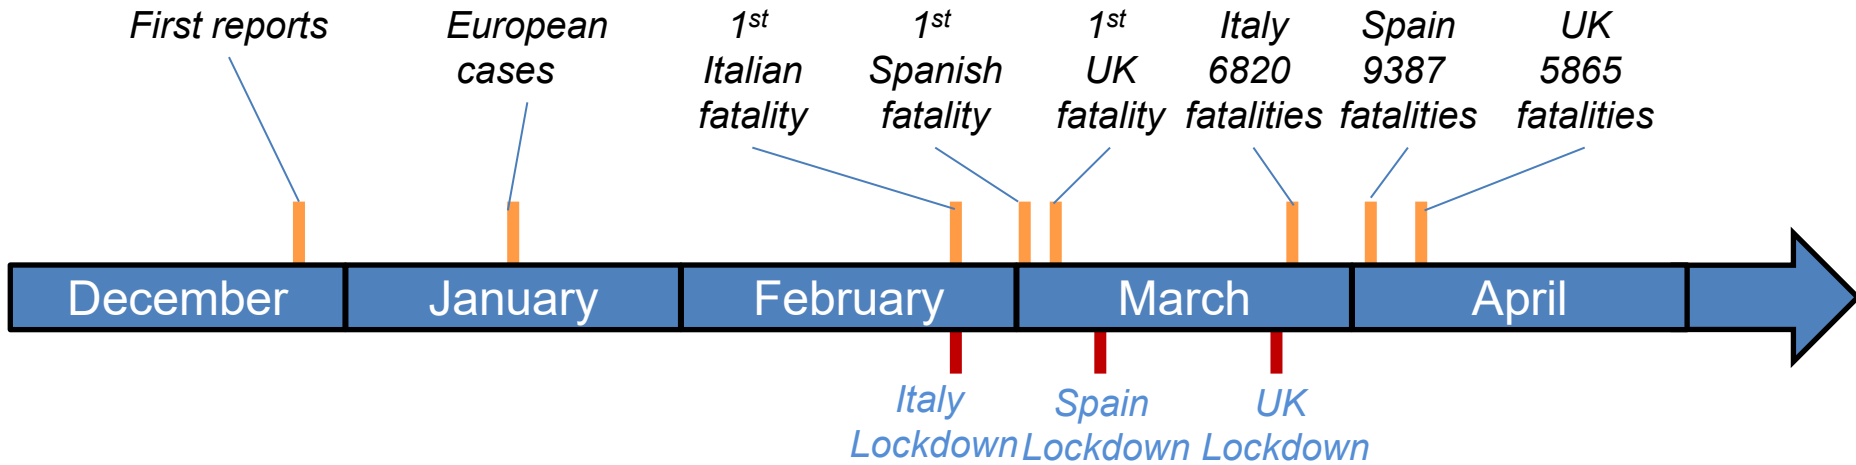 First reports
European
cases
1st
Italian
fatality
1st
Spanish
fatality
1st
UK
fatality
Italy
6820
fatalities
Spain
9387
fatalities
UK
5865
fatalities
December
January
February
March
April
Italy
Lockdown
Spain
Lockdown
UK
Lockdown